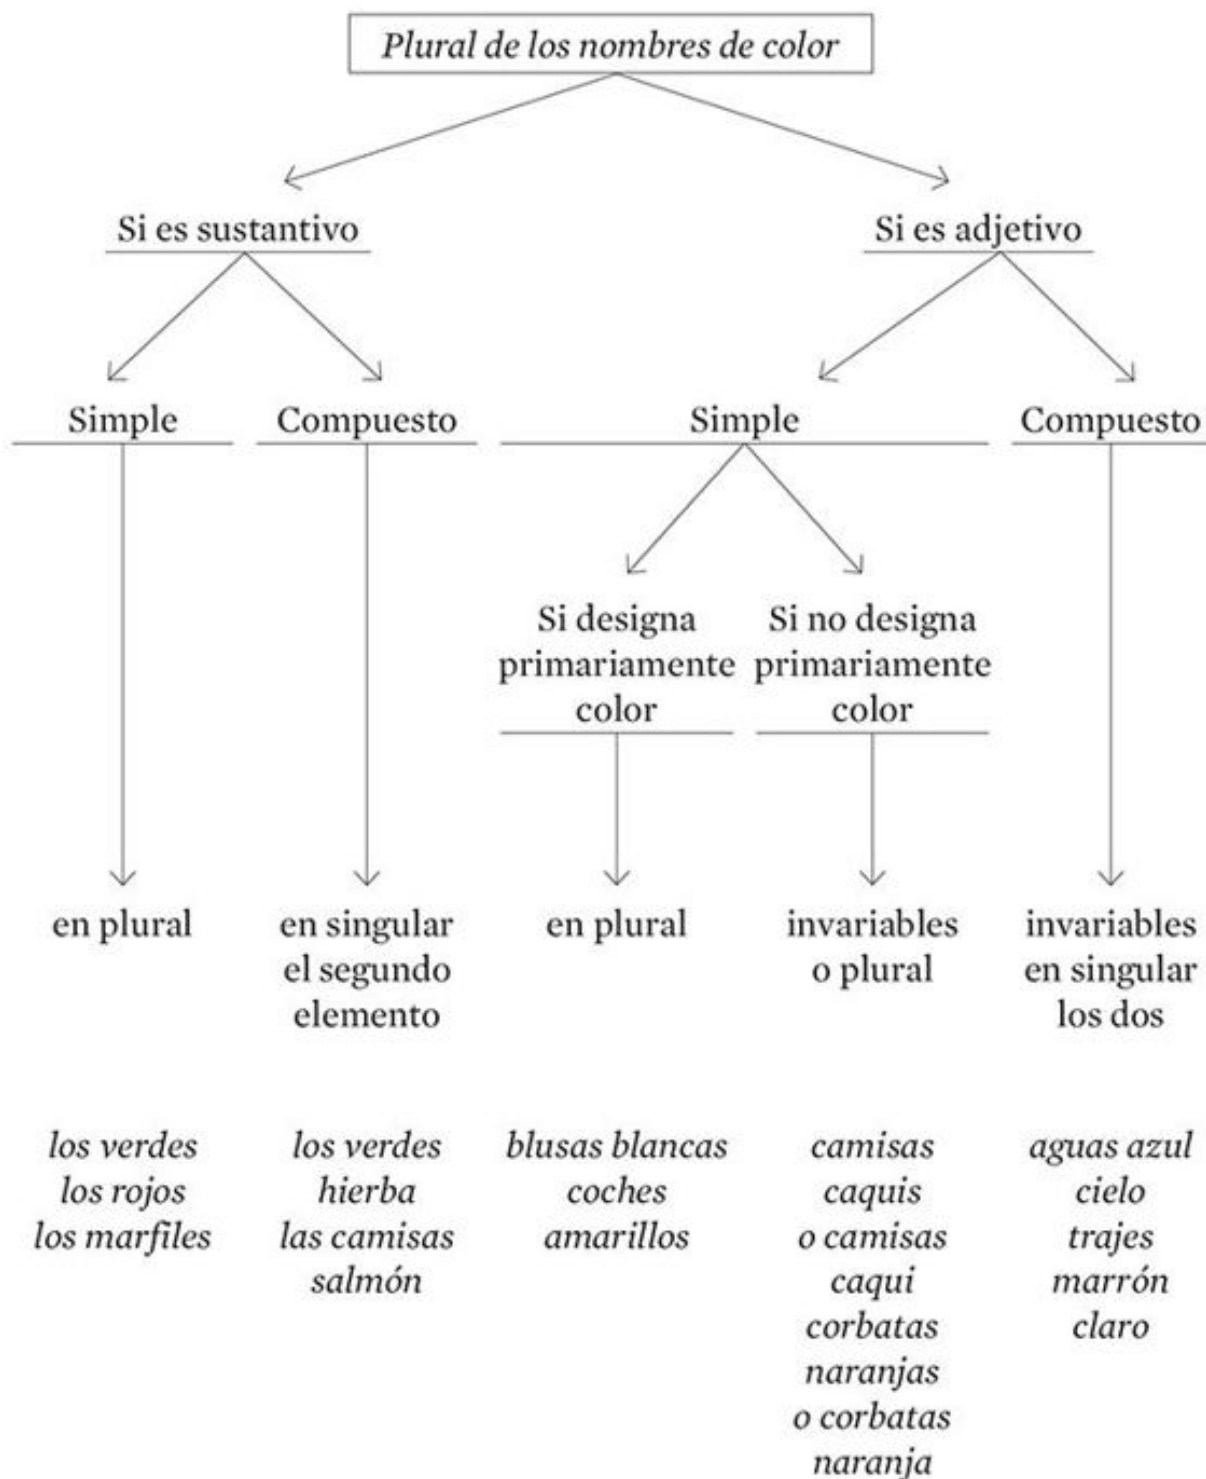 Plural de los nombres de color
Si es sustantivo
Si es adjetivo
Simple
Compuesto
Simple
Compuesto
Si designa
primariamente
color
Si no designa
primariamente
color
en plural
en singular
el segundo
elemento
en plural
invariables
o plural
invariables
en singular
los dos
los verdes
los rojos
los marfiles
los verdes
hierba
las camisas
salmón
blusas blancas
coches
amarillos
camisas
caquis
o camisas
caqui
corbatas
naranjas
o corbatas
naranja
aguas azul
cielo
trajes
marrón
claro